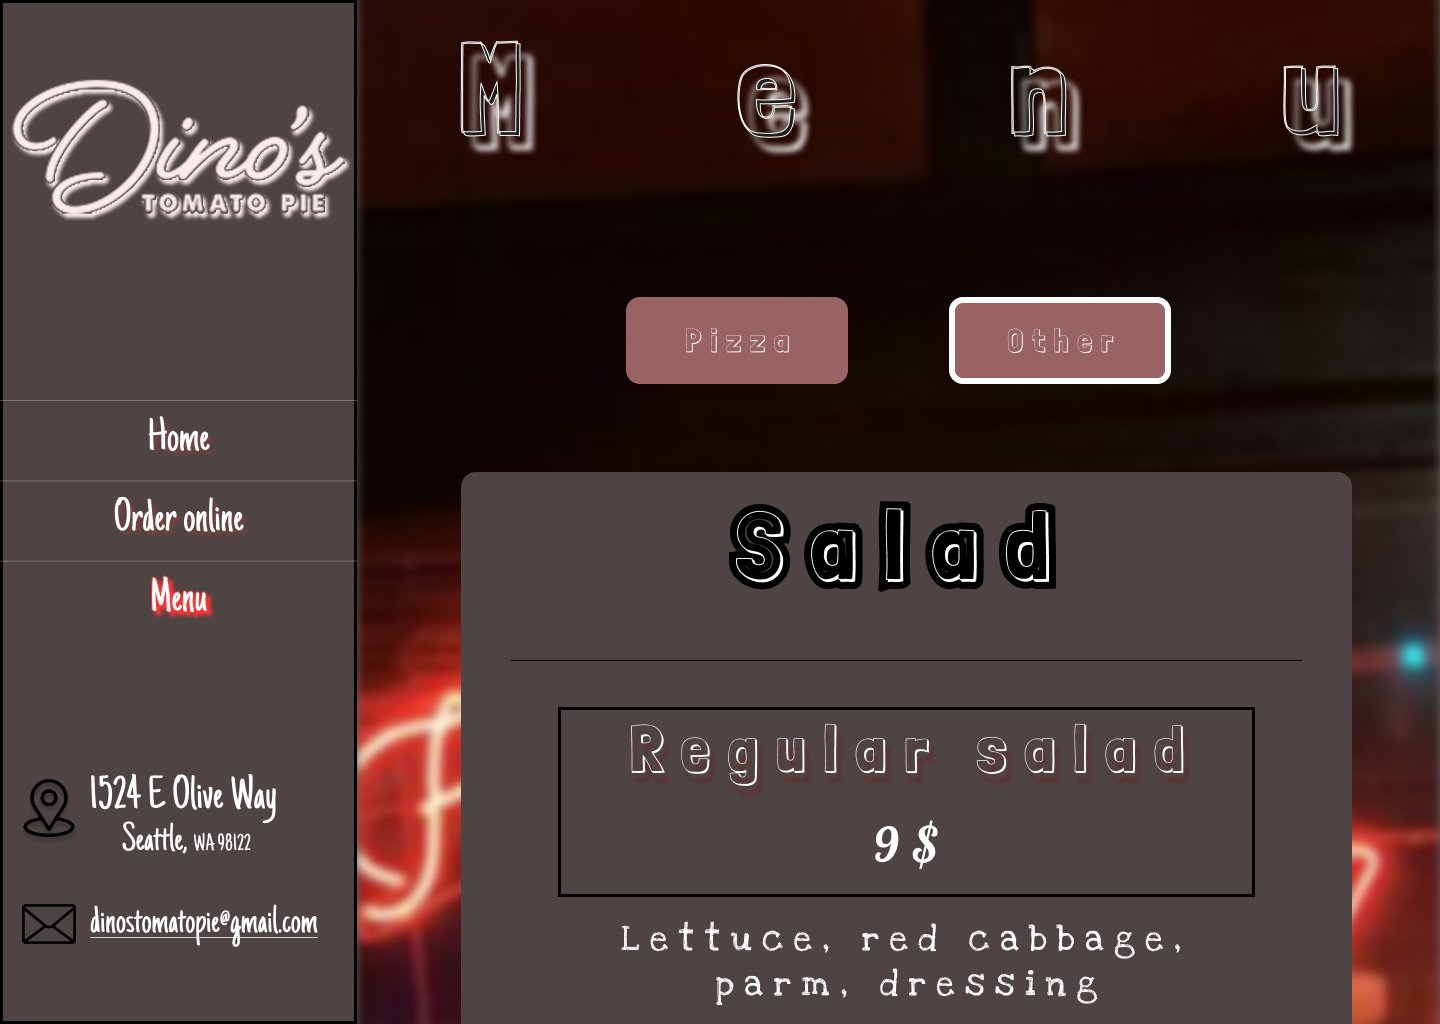 Dino's
TOMATO PIE
Home
Order online
Menu
1524 E Olive Way
Seattle, WA 98122
dinostomatopie@gmail.com
Menu
Pizza
Other
Salad
Regular salad
9 $
Lettuce, red cabbage,
parm, dressing